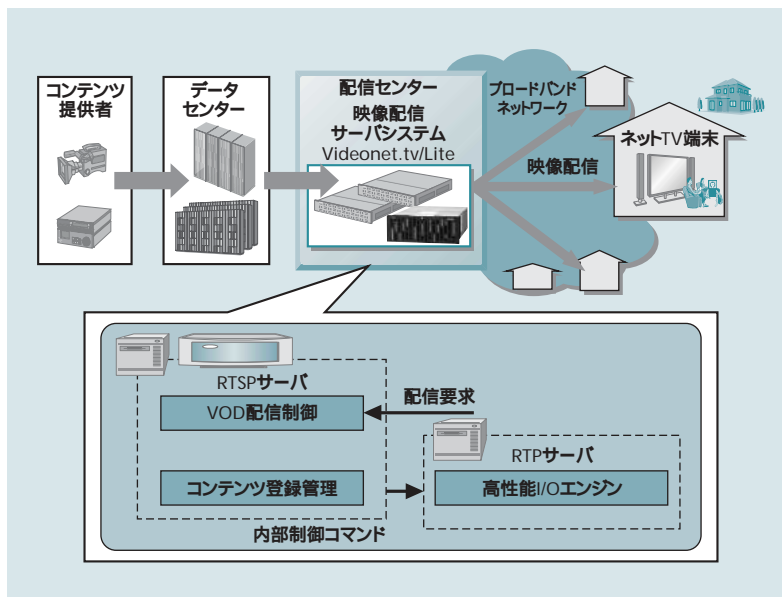 コンテンツ
提供者
データ
センター
配信センター
映像配信
サーバシステム
Videonet.tv/Lite
ブロードバンド
ネットワーク
映像配信
ネットTV端末
RTSPサーバ
VOD配信制御
配信要求
コンテンツ登録管理
内部制御コマンド
RTPサーバ
高性能I/Oエンジン